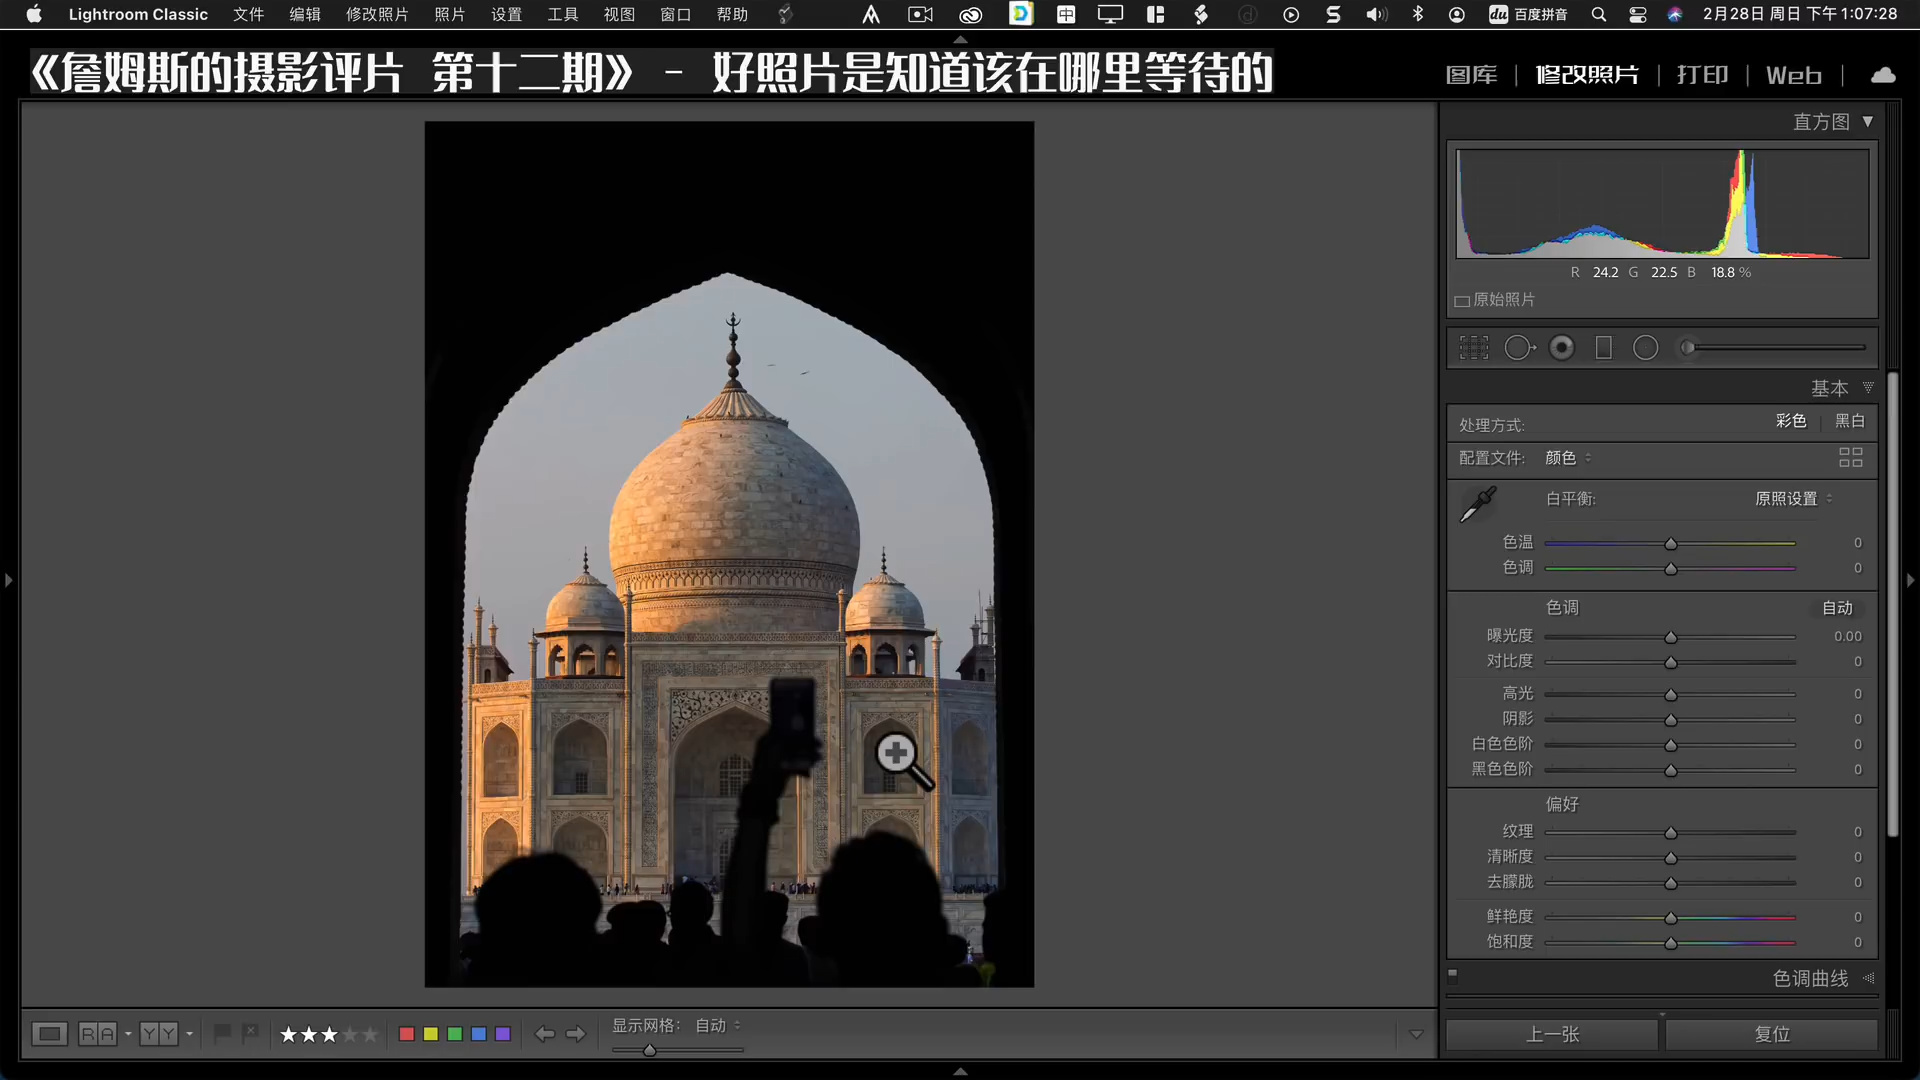 Lightroom Classic 文件 编辑 修改照片 照片 设置 工具 视图 窗口 帮助 中 S du 百度拼音 2月28日 周日 下午 1:07:28
《詹姆斯的摄影评片 第十二期》 - 好照片是知道该在哪里等待的
图库 | 修改照片 | 打印 | Web |
直方图
R 24.2 G 22.5 B 18.8 %
原始照片
基本
处理方式: 彩色 黑白
配置文件: 颜色
白平衡: 原照设置
色温 0
色调 0
色调 自动
曝光度 0.00
对比度 0
高光 0
阴影 0
白色色阶 0
黑色色阶 0
偏好
纹理 0
清晰度 0
去朦胧 0
鲜艳度 0
饱和度 0
色调曲线
RA YY 显示网格: 自动
上一张 复位